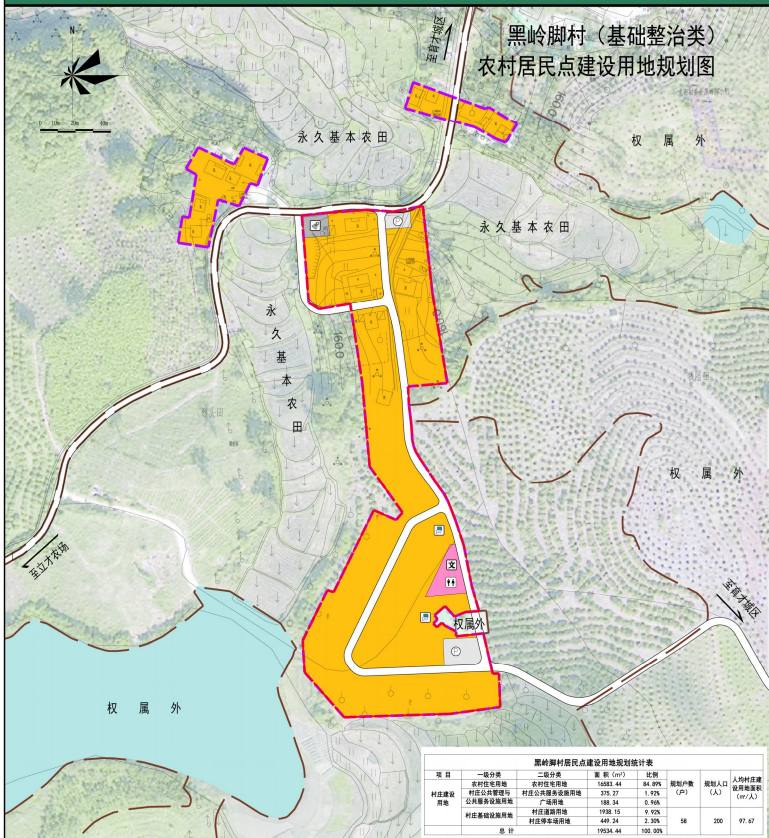 黑岭脚村（基础整治类）
农村居民点建设用地规划图
N
0 10m 20m 40m
至育才城区
永久基本农田
权属外
永久基本农田
永久基本农田
1600
权属外
至立才农场
文
权属外
P
至育才城区
权属外
黑岭脚村居民点建设用地规划统计表
项 目 一级分类 二级分类 面 积（m²） 比例 规划户数（户） 规划人口（人） 人均村庄建设用地面积（m²/人）
村庄建设用地 农村住宅用地 农村住宅用地 16583.44 84.89% 58 200 97.67
村庄公共管理与公共服务设施用地 村庄公共服务设施用地 375.27 1.92%
广场用地 188.34 0.96%
村庄基础设施用地 村庄道路用地 1938.15 9.92%
村庄停车场用地 449.24 2.30%
总 计 19534.44 100.00%